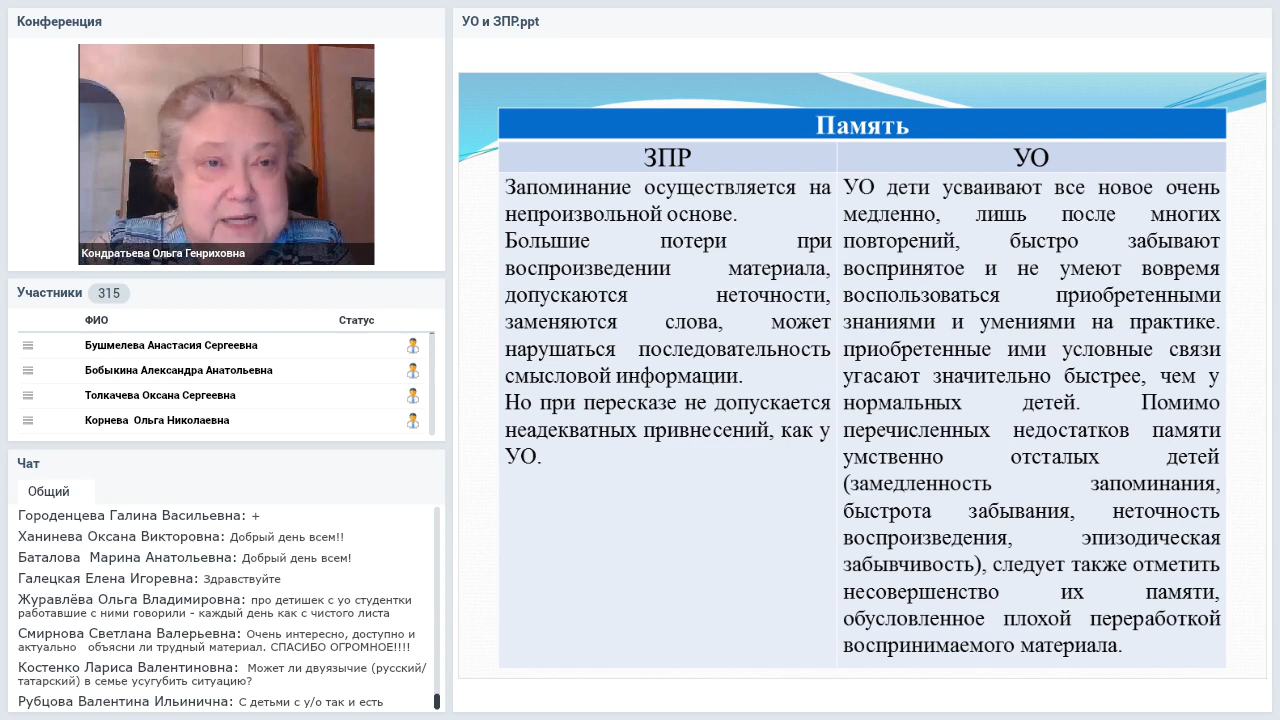 Конференция
Кондратьева Ольга Генриховна
Участники 315
ФИО Статус
Бушмелева Анастасия Сергеевна
Бобыкина Александра Анатольевна
Толкачева Оксана Сергеевна
Корнева Ольга Николаевна
Чат
Общий
Городенцева Галина Васильевна: +
Ханинева Оксана Викторовна: Добрый день всем!!
Баталова Марина Анатольевна: Добрый день всем!
Галецкая Елена Игоревна: Здравствуйте
Журавлёва Ольга Владимировна: про детишек с уо студентки
работавшие с ними говорили - каждый день как с чистого листа
Смирнова Светлана Валерьевна: Очень интересно, доступно и
актуально объясни ли трудный материал. СПАСИБО ОГРОМНОЕ!!!!
Костенко Лариса Валентиновна: Может ли двуязычие (русский/
татарский) в семье усугубить ситуацию?
Рубцова Валентина Ильинична: С детьми с у/о так и есть
УО и ЗПР.ppt
Память
ЗПР
Запоминание осуществляется на
непроизвольной основе.
Большие потери при
воспроизведении материала,
допускаются неточности,
заменяются слова, может
нарушаться последовательность
смысловой информации.
Но при пересказе не допускается
неадекватных привнесений, как у
УО.
УО
УО дети усваивают все новое очень
медленно, лишь после многих
повторений, быстро забывают
воспринятое и не умеют вовремя
воспользоваться приобретенными
знаниями и умениями на практике.
приобретенные ими условные связи
угасают значительно быстрее, чем у
нормальных детей. Помимо
перечисленных недостатков памяти
умственно отсталых детей
(замедленность запоминания,
быстрота забывания, неточность
воспроизведения, эпизодическая
забывчивость), следует также отметить
несовершенство их памяти,
обусловленное плохой переработкой
воспринимаемого материала.